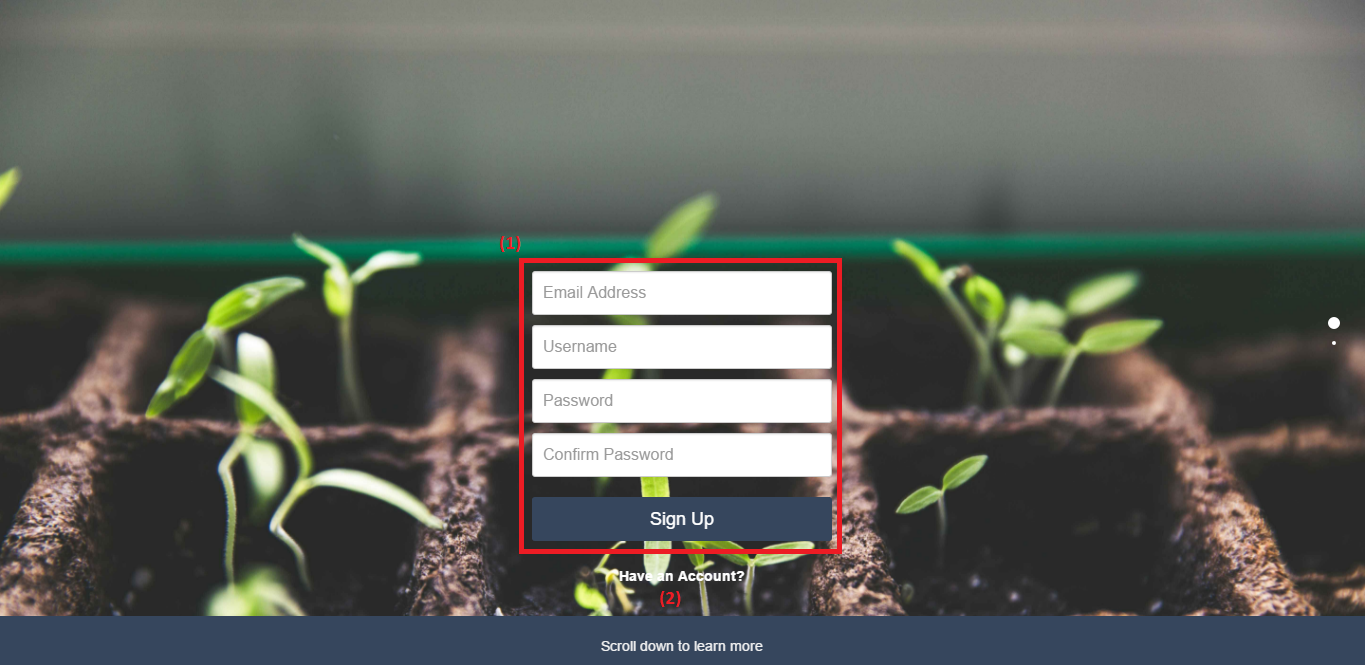 (1)
Email Address
Username
Password
Confirm Password
Sign Up
Have an Account?
(2)
Scroll down to learn more